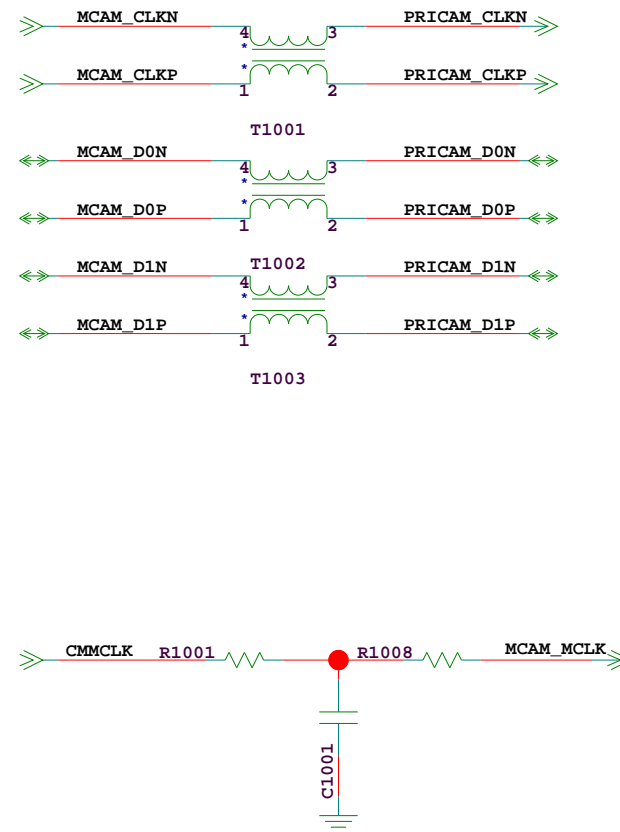 MCAM_CLKN 4 3 PRICAM_CLKN
*
*
MCAM_CLKP 1 2 PRICAM_CLKP
T1001
MCAM_D0N 4 3 PRICAM_D0N
*
*
MCAM_D0P 1 2 PRICAM_D0P
T1002
MCAM_D1N 4 3 PRICAM_D1N
*
*
MCAM_D1P 1 2 PRICAM_D1P
T1003
CMMCLK R1001 R1008 MCAM_MCLK
C1001